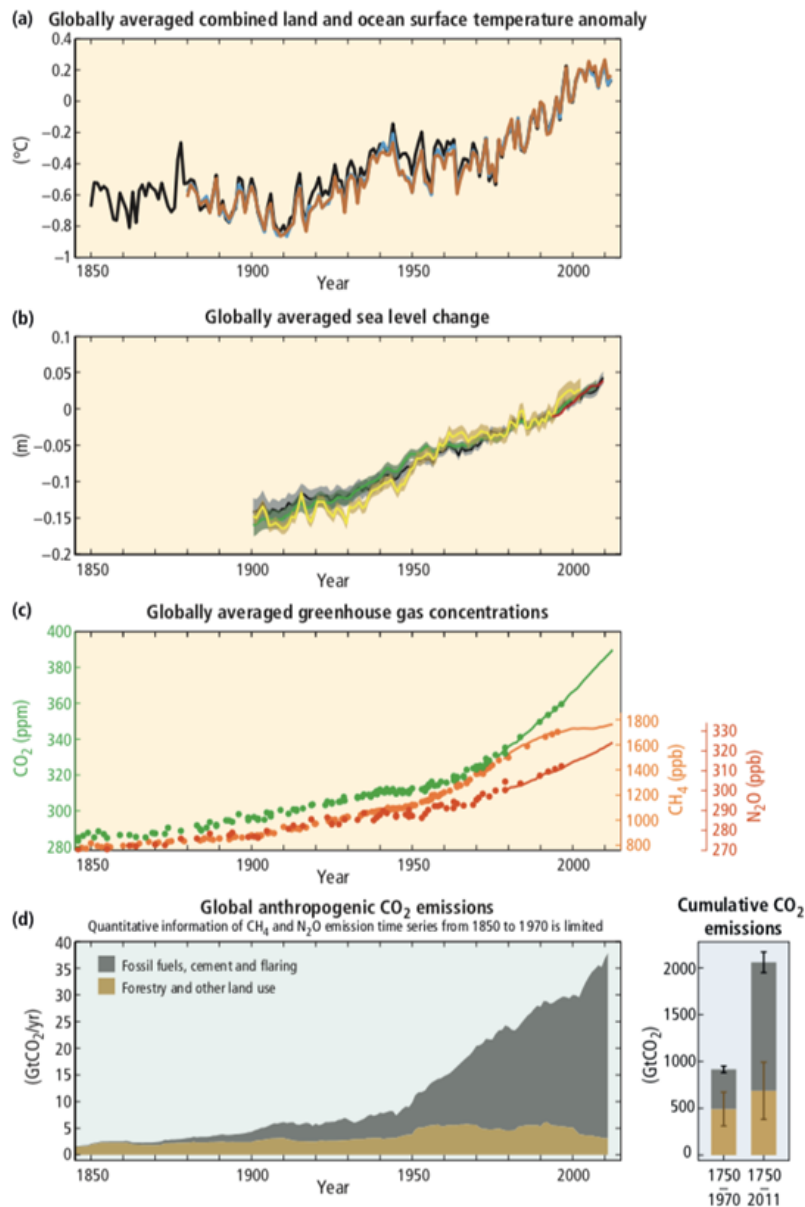 (a) Globally averaged combined land and ocean surface temperature anomaly
0.4
0.2
0
−0.2
−0.4
−0.6
−0.8
−1
(°C)
1850 1900 1950 2000
Year
(b) Globally averaged sea level change
0.1
0.05
0
−0.05
−0.1
−0.15
−0.2
(m)
1850 1900 1950 2000
Year
(c) Globally averaged greenhouse gas concentrations
400
380
360
340
320
300
280
CO2 (ppm)
1800
1600
1400
1200
1000
800
CH4 (ppb)
330
320
310
300
290
280
270
N2O (ppb)
1850 1900 1950 2000
Year
(d) Global anthropogenic CO2 emissions
Quantitative information of CH4 and N2O emission time series from 1850 to 1970 is limited
40
35
30
25
20
15
10
5
0
(GtCO2/yr)
Fossil fuels, cement and flaring
Forestry and other land use
1850 1900 1950 2000
Year
Cumulative CO2
emissions
2000
1500
1000
500
0
(GtCO2)
1750 1750
– –
1970 2011